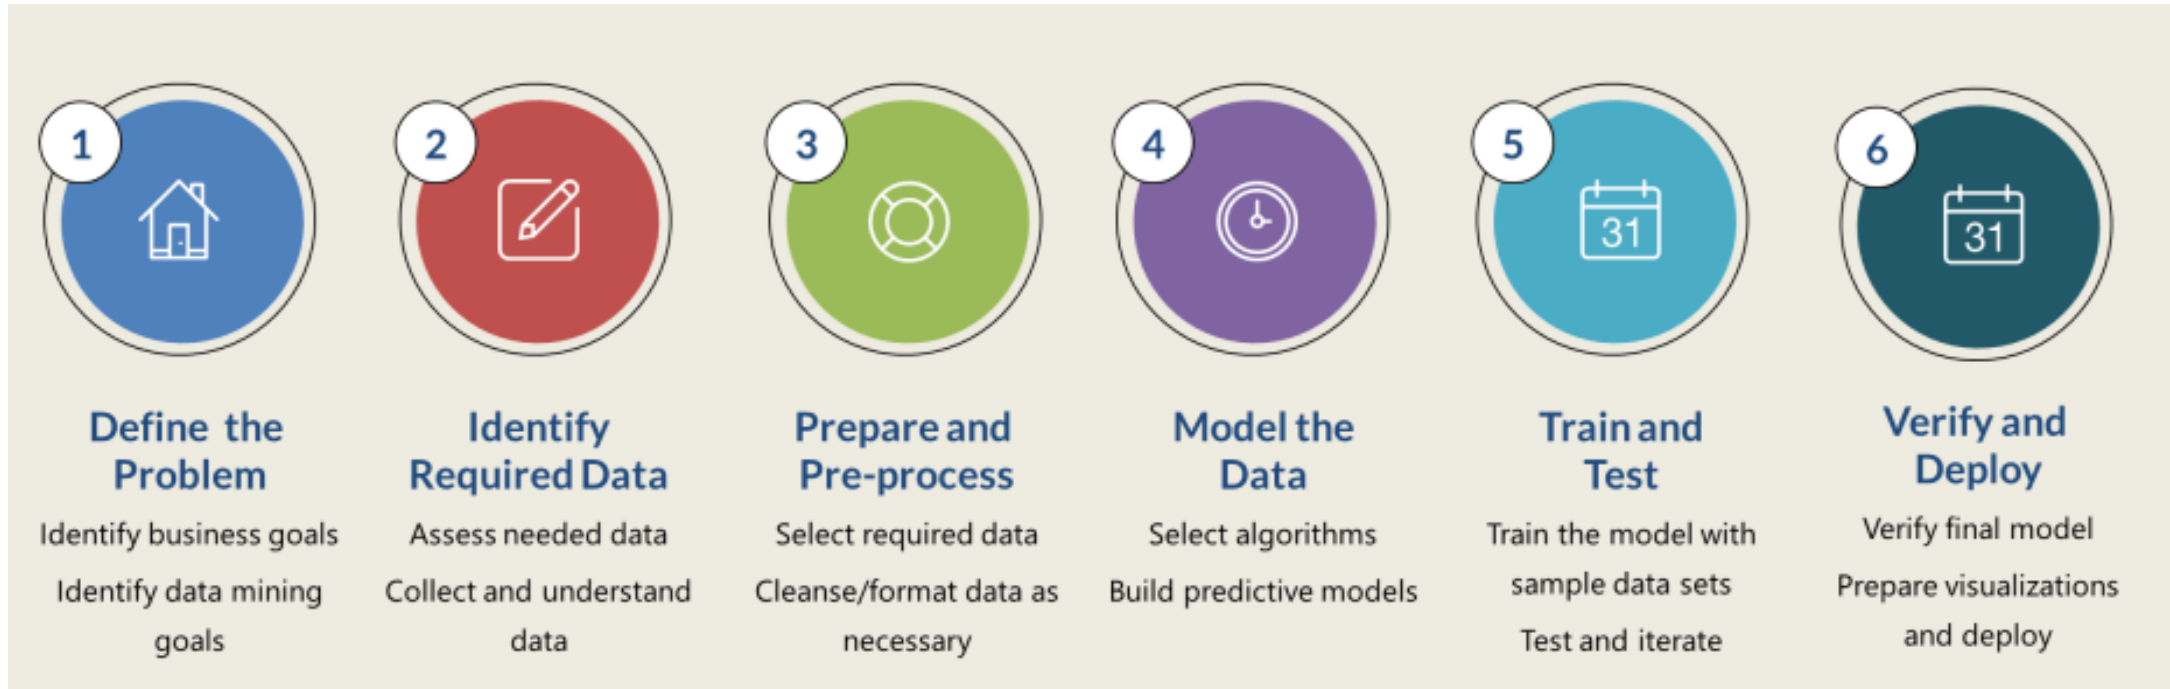 1
Define the
Problem
Identify business goals
Identify data mining
goals
2
Identify
Required Data
Assess needed data
Collect and understand
data
3
Prepare and
Pre-process
Select required data
Cleanse/format data as
necessary
4
Model the
Data
Select algorithms
Build predictive models
5
31
Train and
Test
Train the model with
sample data sets
Test and iterate
6
31
Verify and
Deploy
Verify final model
Prepare visualizations
and deploy